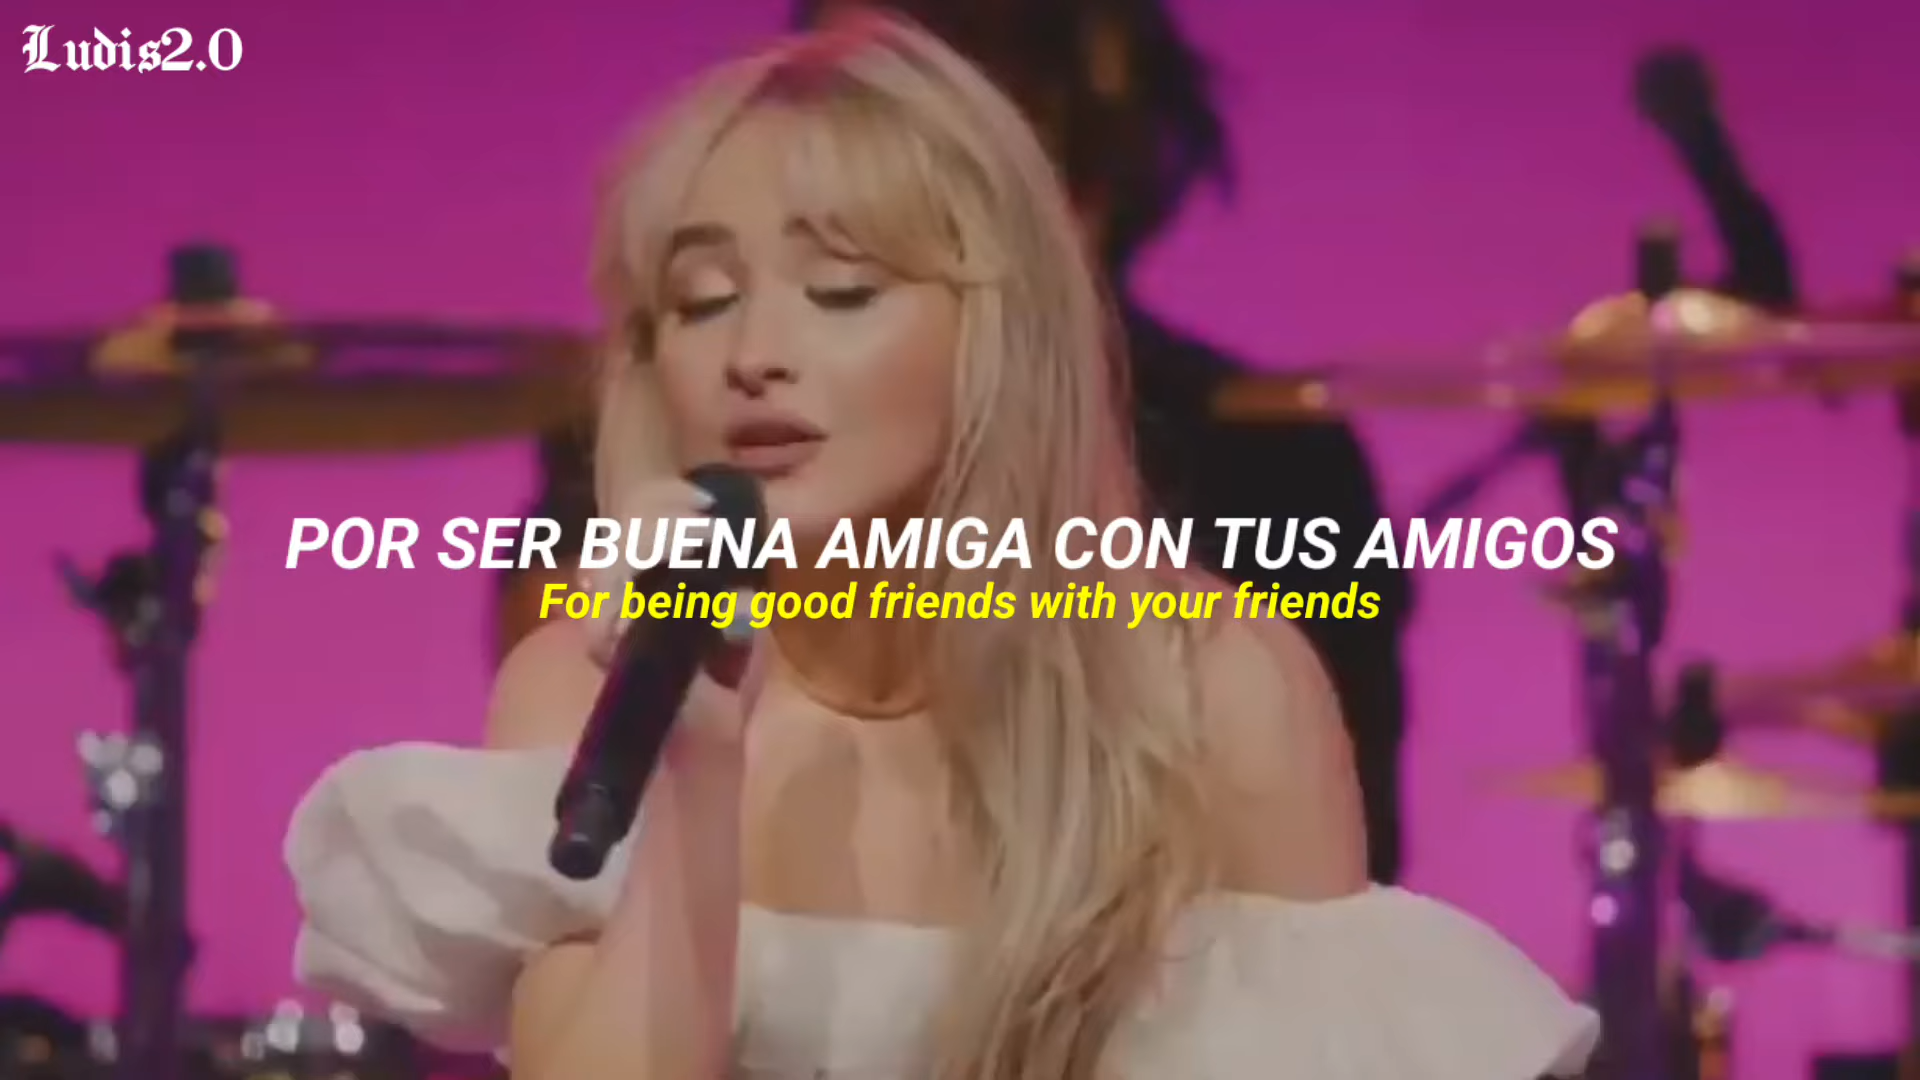 Ludis2.0
POR SER BUENA AMIGA CON TUS AMIGOS
For being good friends with your friends